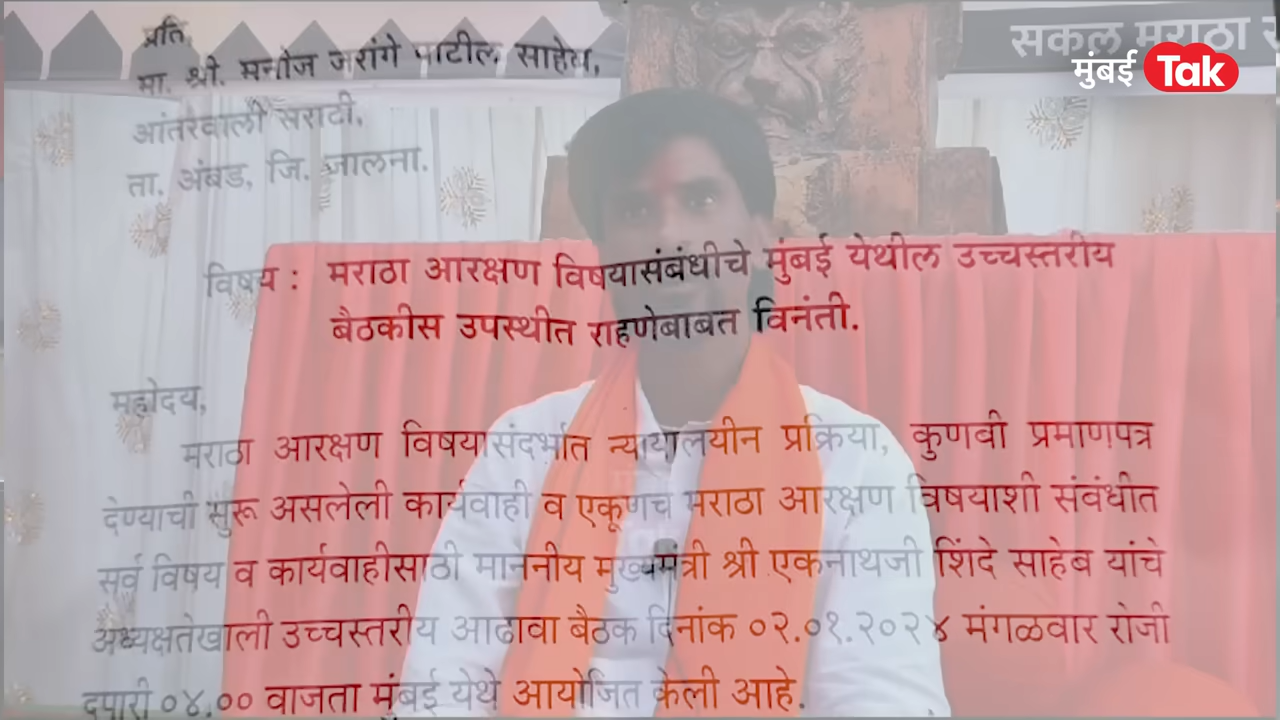 प्रति,
मा. श्री. मनोज जरांगे पाटील साहेब,
आंतरवाली सराटी,
ता. अंबड, जि. जालना.
सकल मराठा
मुंबई Tak
विषय : मराठा आरक्षण विषयासंबंधीचे मुंबई येथील उच्चस्तरीय
बैठकीस उपस्थीत राहणेबाबत विनंती.
महोदय,
मराठा आरक्षण विषयासंदर्भात न्यायालयीन प्रक्रिया, कुणबी प्रमाणपत्र
देण्याची सुरू असलेली कार्यवाही व एकूणच मराठा आरक्षण विषयाशी संबंधीत
सर्व विषय व कार्यवाहीसाठी माननीय मुख्यमंत्री श्री एकनाथजी शिंदे साहेब यांचे
अध्यक्षतेखाली उच्चस्तरीय आढावा बैठक दिनांक ०२.०१.२०२४ मंगळवार रोजी
दुपारी ०४.०० वाजता मुंबई येथे आयोजित केली आहे.